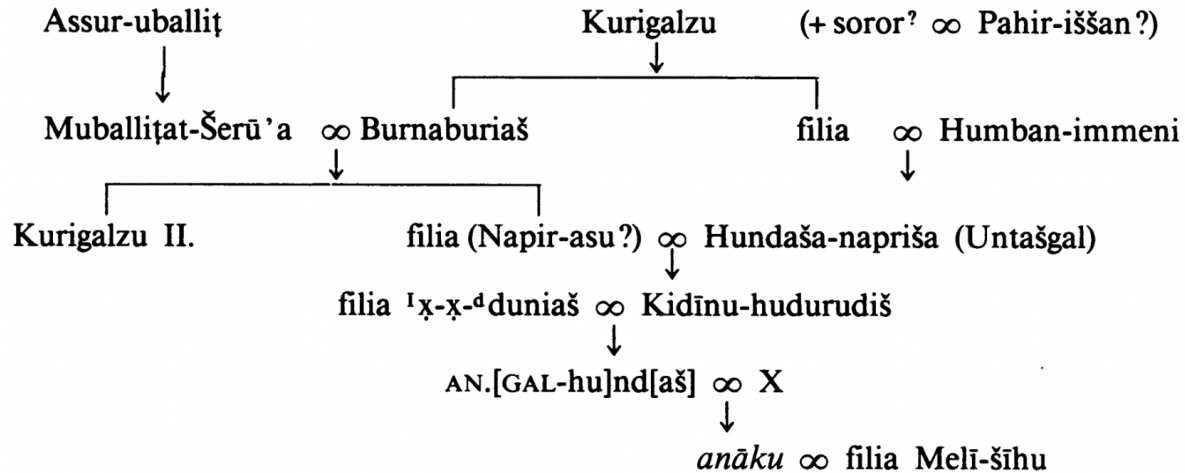 Assur-uballiṭ Kurigalzu (+ soror? ∞ Pahir-iššan?)
Muballiṭat-Šerū’a ∞ Burnaburiaš filia ∞ Humban-immeni
Kurigalzu II. filia (Napir-asu?) ∞ Hundaša-napriša (Untašgal)
filia ᴵx̣-x̣-ᵈduniaš ∞ Kidīnu-hudurudiš
AN.[GAL-hu]nd[aš] ∞ X
anāku ∞ filia Melī-šīhu